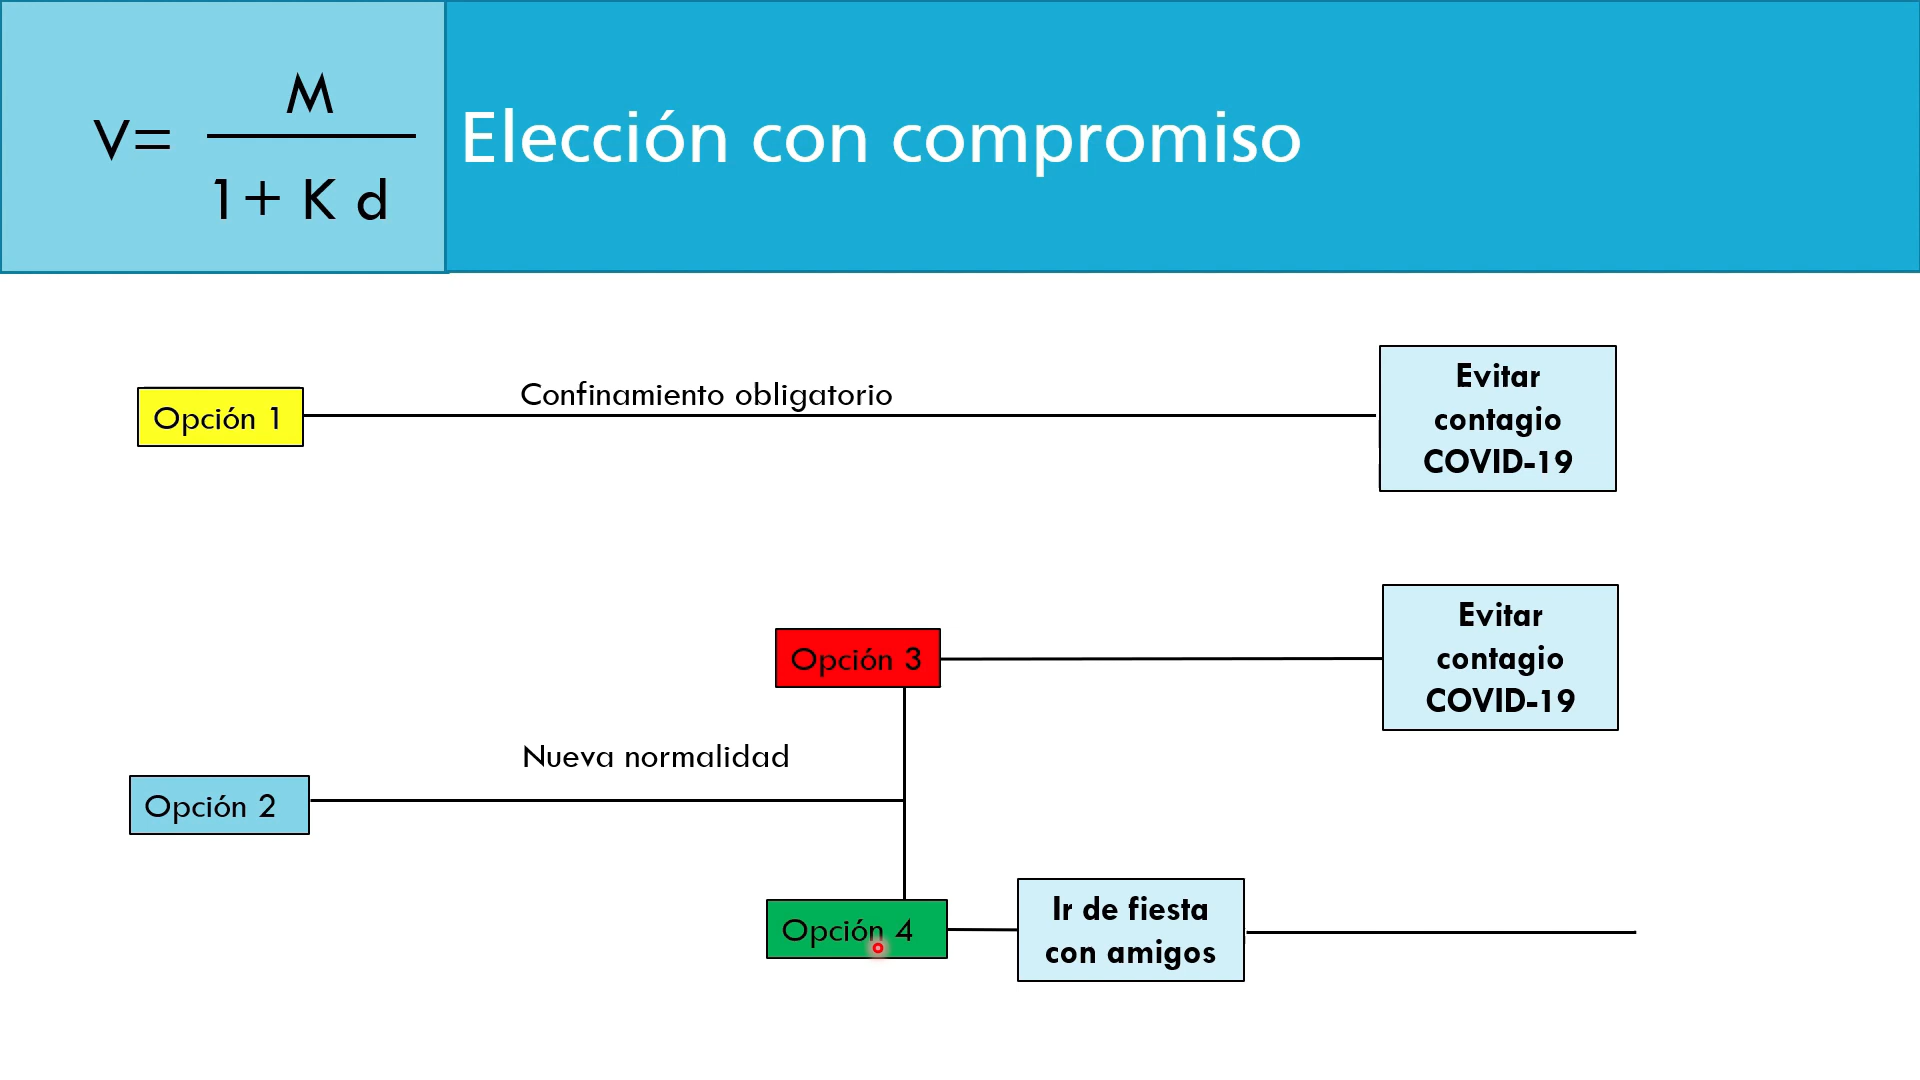 V=
M
1+ K d
Elección con compromiso
Opción 1
Confinamiento obligatorio
Evitar
contagio
COVID-19
Opción 3
Evitar
contagio
COVID-19
Nueva normalidad
Opción 2
Opción 4
Ir de fiesta
con amigos